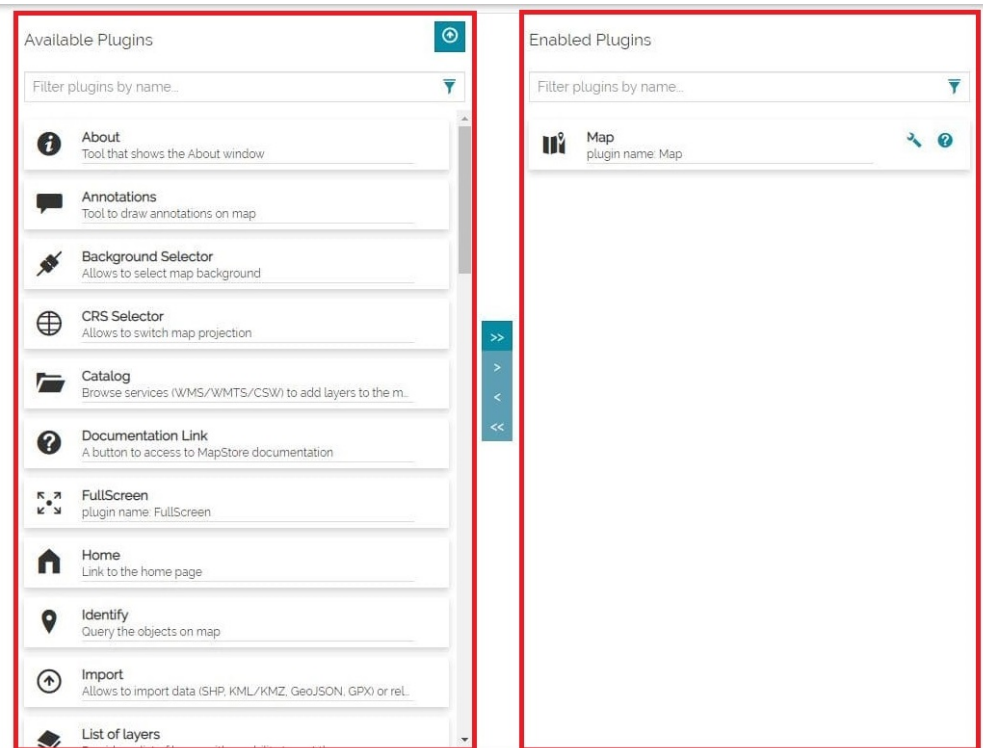 Available Plugins
Filter plugins by name...
About
Tool that shows the About window
Annotations
Tool to draw annotations on map
Background Selector
Allows to select map background
CRS Selector
Allows to switch map projection
Catalog
Browse services (WMS/WMTS/CSW) to add layers to the m...
Documentation Link
A button to access to MapStore documentation
FullScreen
plugin name: FullScreen
Home
Link to the home page
Identify
Query the objects on map
Import
Allows to import data (SHP, KML/KMZ, GeoJSON, GPX) or rel...
List of layers
>>
>
<
<<
Enabled Plugins
Filter plugins by name...
Map
plugin name: Map